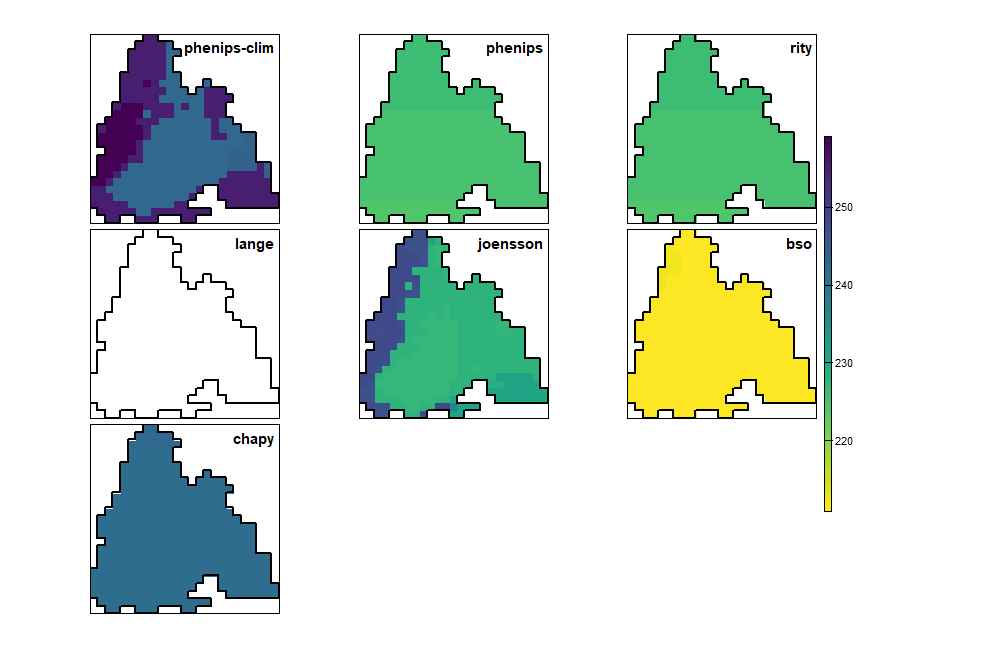 phenips-clim
phenips
rity
lange
joensson
bso
chapy
250
240
230
220